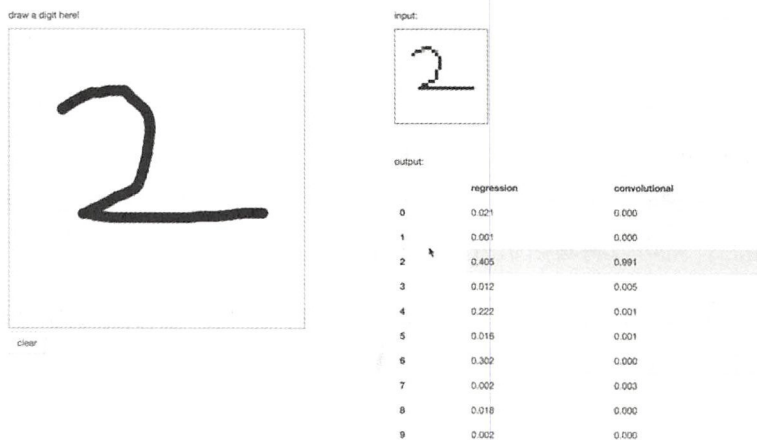 draw a digit here!
2
clear
input:
2
output:
regression convolutional
0 0.021 0.000
1 0.001 0.000
2 0.405 0.991
3 0.012 0.005
4 0.222 0.001
5 0.016 0.001
6 0.302 0.000
7 0.002 0.003
8 0.018 0.000
9 0.002 0.000